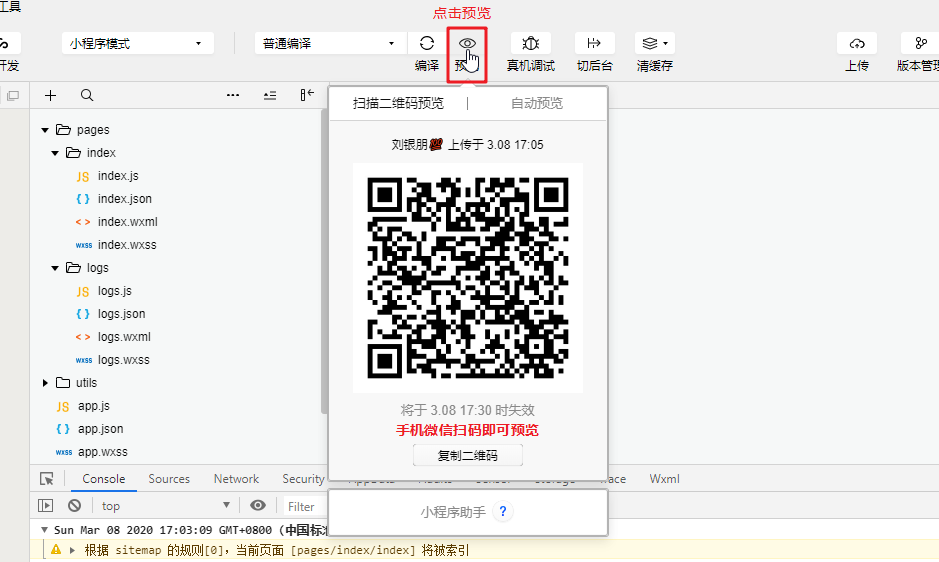 工具
点击预览
小程序模式
普通编译
开发
编译
预
真机调试
切后台
清缓存
上传
版本管理
扫描二维码预览
自动预览
刘银朋 上传于 3.08 17:05
pages
index
JS index.js
{ } index.json
< > index.wxml
wxss index.wxss
logs
JS logs.js
{ } logs.json
< > logs.wxml
wxss logs.wxss
utils
JS app.js
{ } app.json
wxss app.wxss
将于 3.08 17:30 时失效
手机微信扫码即可预览
复制二维码
Console Sources Network Security Wxml
top
Filter
小程序助手 ?
Sun Mar 08 2020 17:03:09 GMT+0800 (中国标准
根据 sitemap 的规则[0]，当前页面 [pages/index/index] 将被索引